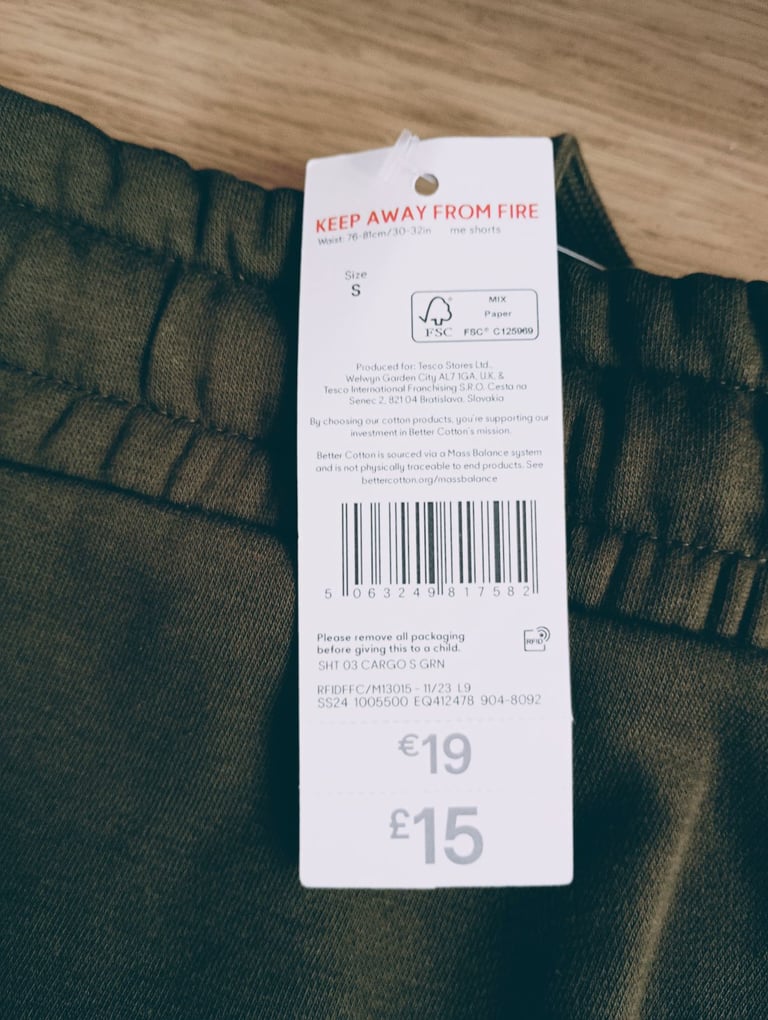 KEEP AWAY FROM FIRE
Waist: 76-81cm/30-32in me shorts
Size
S
MIX
Paper
FSC® C125969
FSC
Produced for: Tesco Stores Ltd.,
Welwyn Garden City AL7 1GA, U.K. &
Tesco International Franchising S.R.O. Cesta na
Senec 2, 821 04 Bratislava, Slovakia
By choosing our cotton products, you're supporting our
investment in Better Cotton's mission.
Better Cotton is sourced via a Mass Balance system
and is not physically traceable to end products. See
bettercotton.org/massbalance
5 063249 817582
Please remove all packaging
before giving this to a child.
RFID
SHT 03 CARGO S GRN
RFIDFFC/M13015 - 11/23 L9
SS24 1005500 EQ412478 904-8092
€19
£15